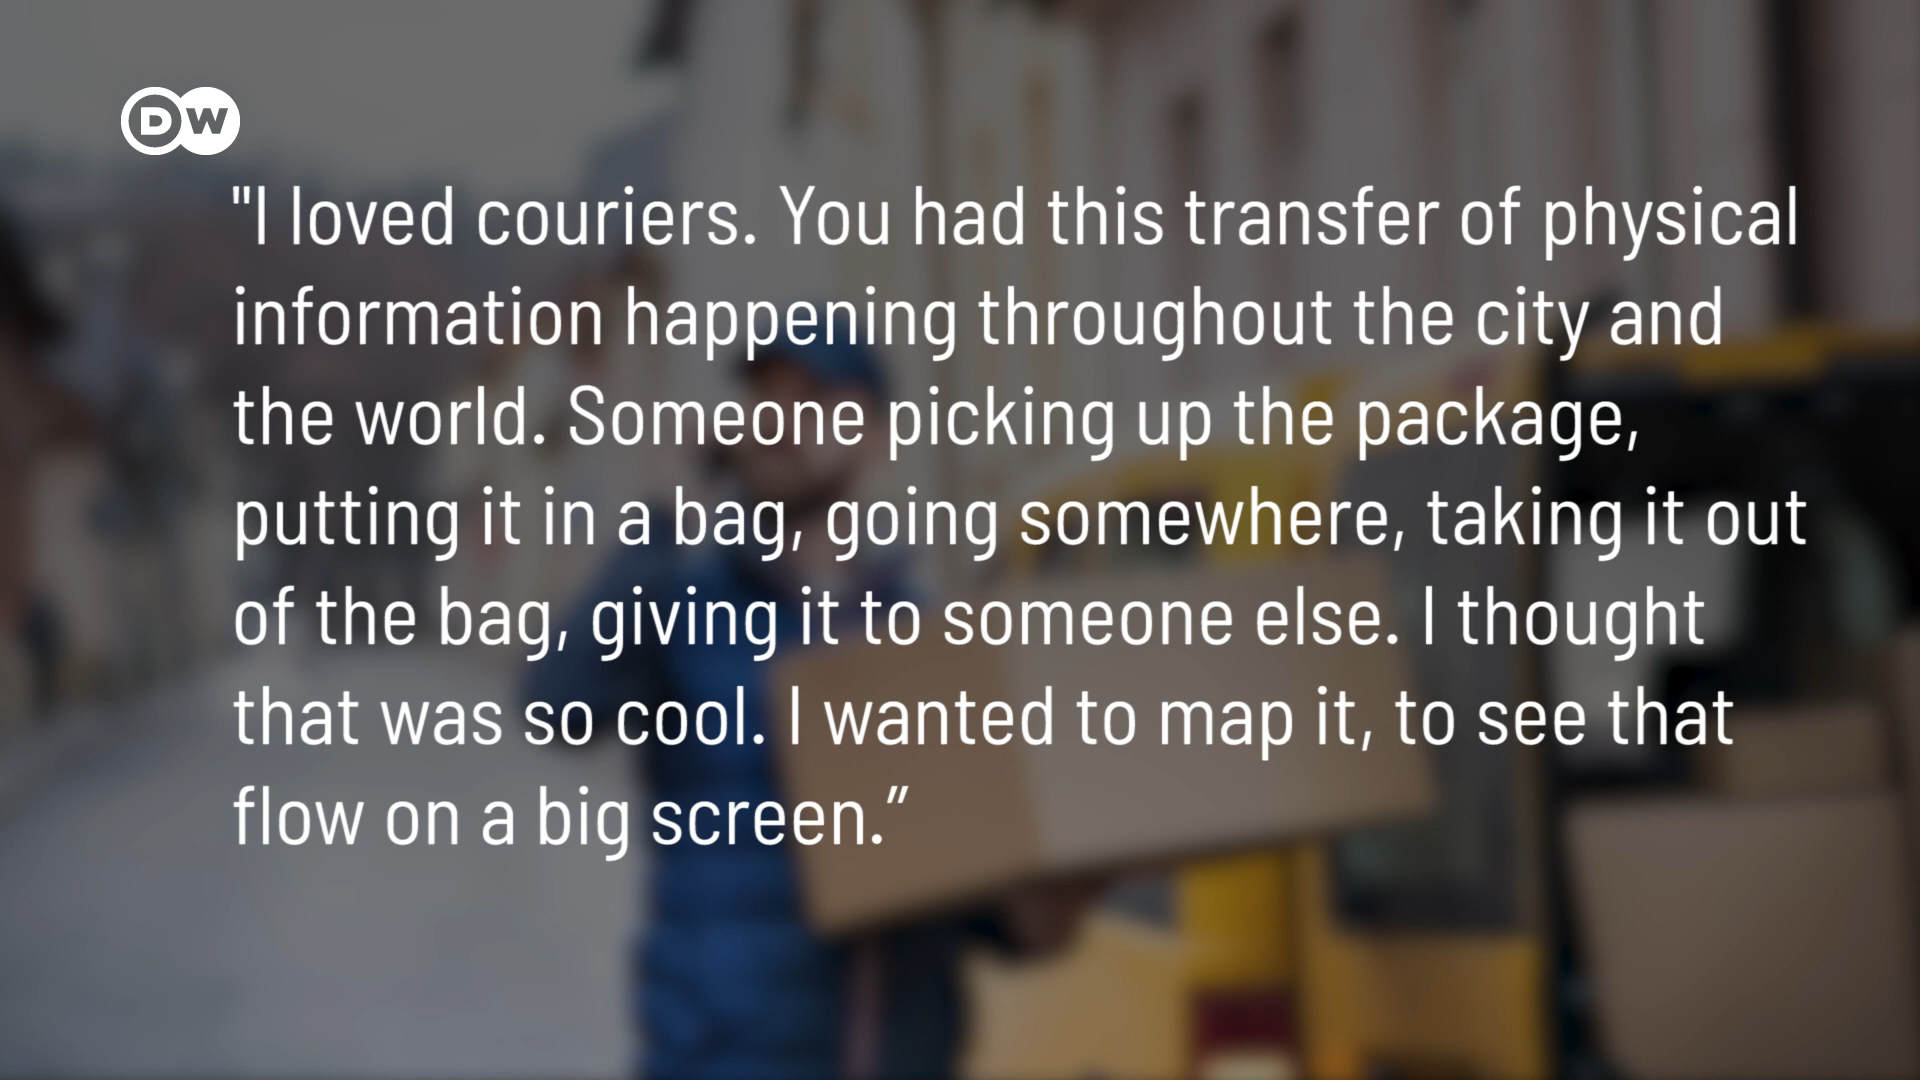 DW
"I loved couriers. You had this transfer of physical
information happening throughout the city and
the world. Someone picking up the package,
putting it in a bag, going somewhere, taking it out
of the bag, giving it to someone else. I thought
that was so cool. I wanted to map it, to see that
flow on a big screen.”